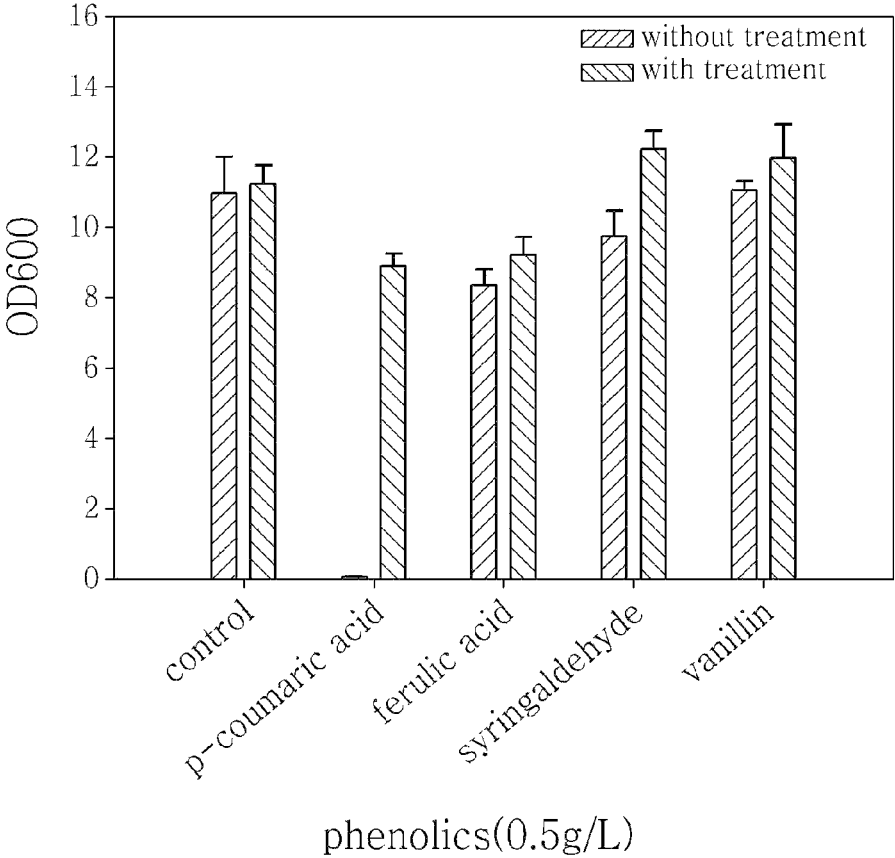 16
14
12
10
8
6
4
2
0
OD600
without treatment
with treatment
control
p-coumaric acid
ferulic acid
syringaldehyde
vanillin
phenolics(0.5g/L)